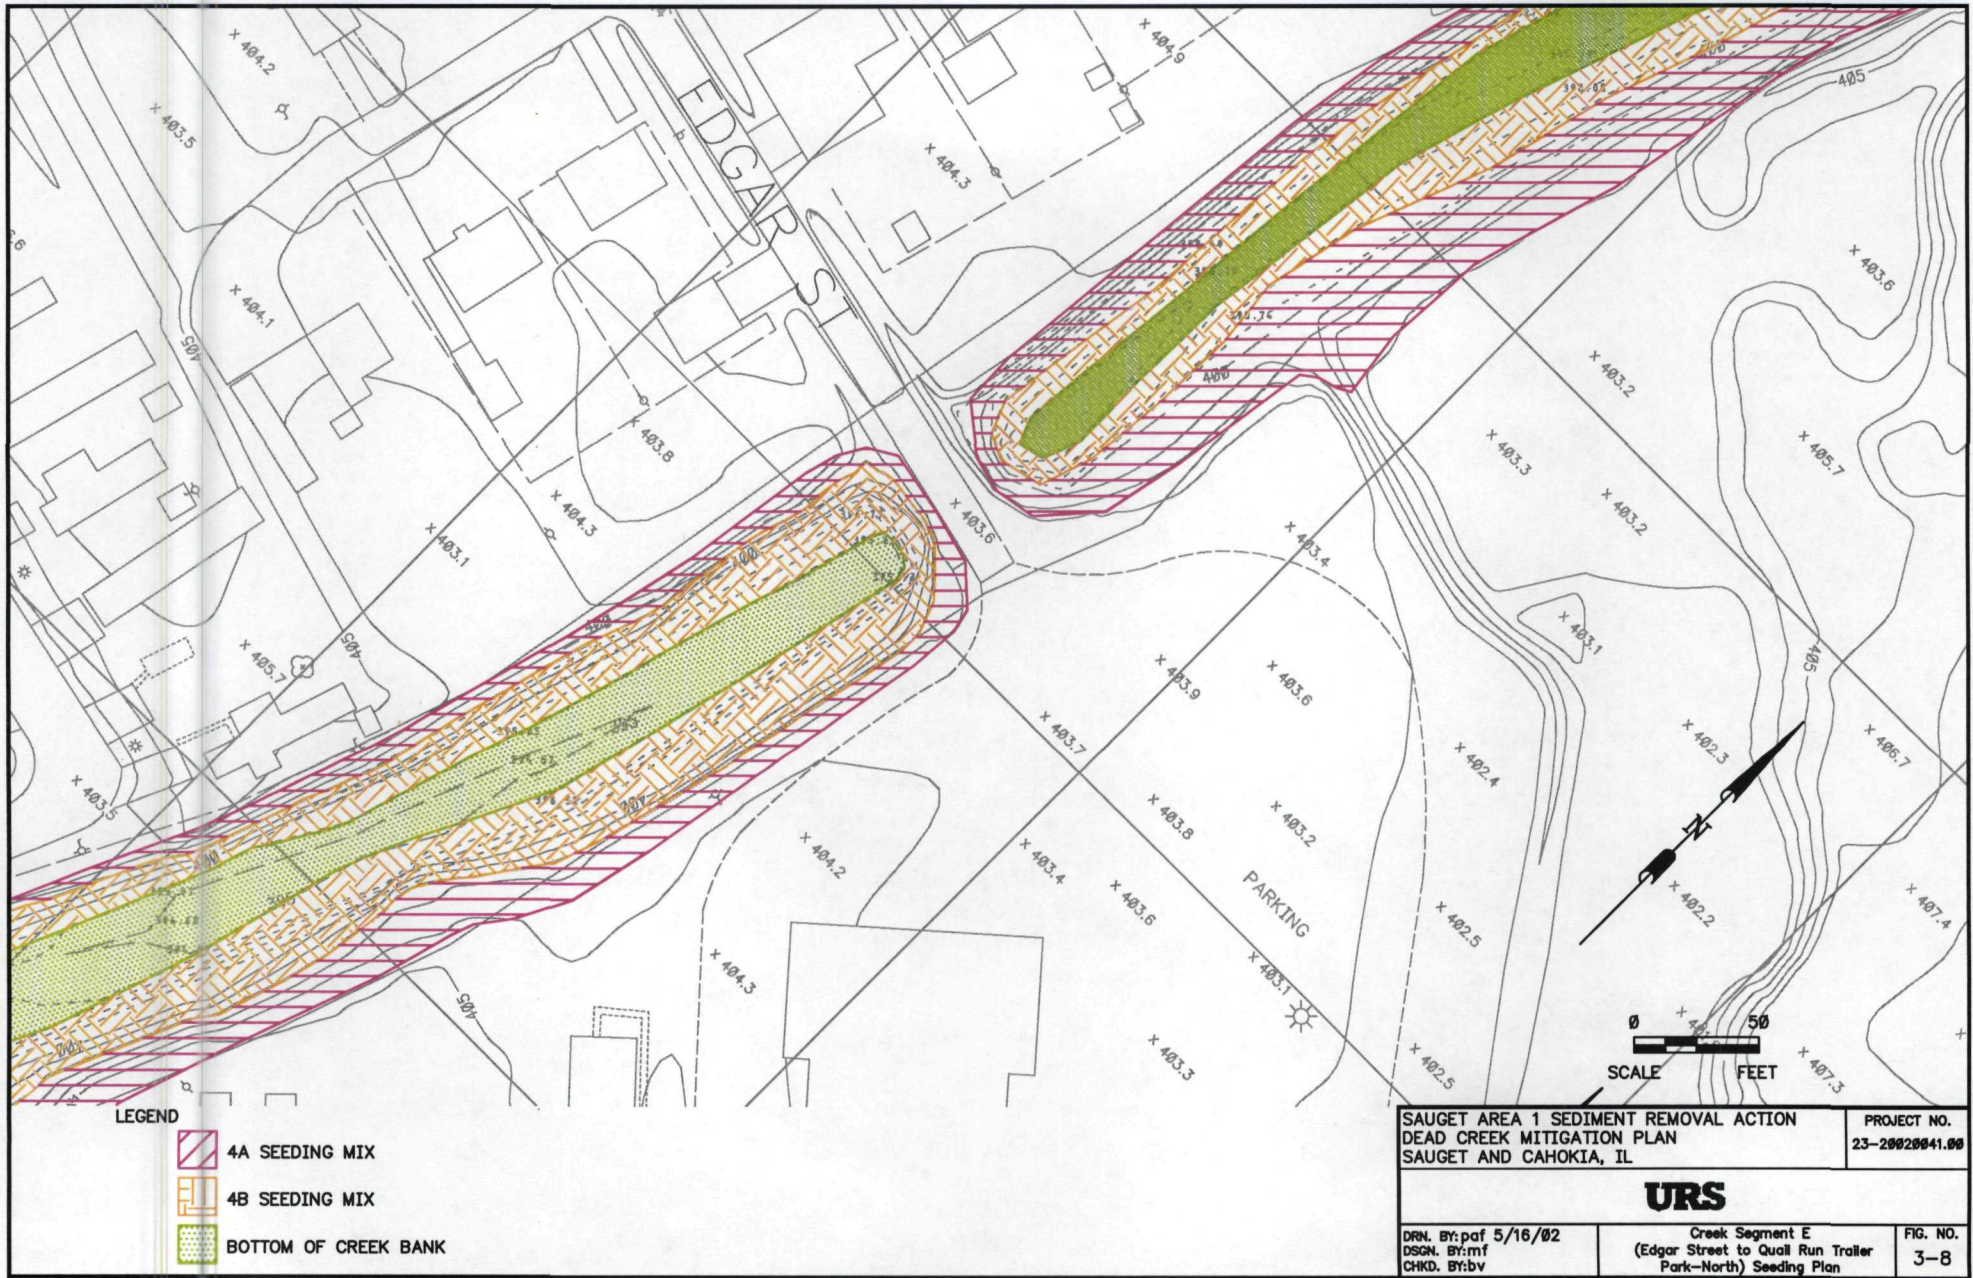 404.2
403.5
404.9
404.3
EDGAR ST
405
403.6
404.1
405
403.8
400
403.2
403.3
405.7
403.2
404.3
403.1
403.6
403.4
400
403.1
405
405.7
405
403.9
403.6
403.7
402.3
406.7
402.4
403.5
400
404.2
403.8
403.2
403.4
403.6
PARKING
402.5
402.2
407.4
N
395
404.3
403.1
405
400
403.3
402.5
407.3
0 50
SCALE FEET
LEGEND
4A SEEDING MIX
4B SEEDING MIX
BOTTOM OF CREEK BANK
SAUGET AREA 1 SEDIMENT REMOVAL ACTION
DEAD CREEK MITIGATION PLAN
SAUGET AND CAHOKIA, IL
PROJECT NO.
23-20020041.00
URS
DRN. BY:paf 5/16/02
DSGN. BY:mf
CHKD. BY:bv
Creek Segment E
(Edgar Street to Quail Run Trailer
Park-North) Seeding Plan
FIG. NO.
3-8